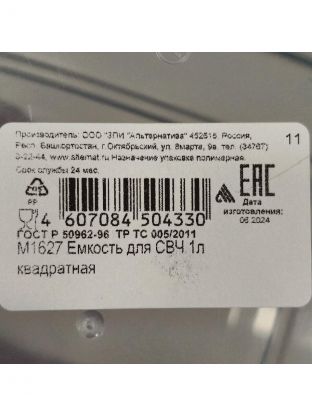 Производитель: ООО "ЗПИ "Альтернатива" 452616, Россия,
Респ. Башкортостан, г.Октябрьский, ул. 8марта, 9а, тел. (34767)
5-22-44, www.shemat.ru Назначение упаковка полимерная.
Срок службы 24 мес.
11
PP
EAC
Дата
изготовления:
06.2024
4 607084 504330
ГОСТ Р 50962-96 ТР ТС 005/2011
М1627 Емкость для СВЧ 1л
квадратная